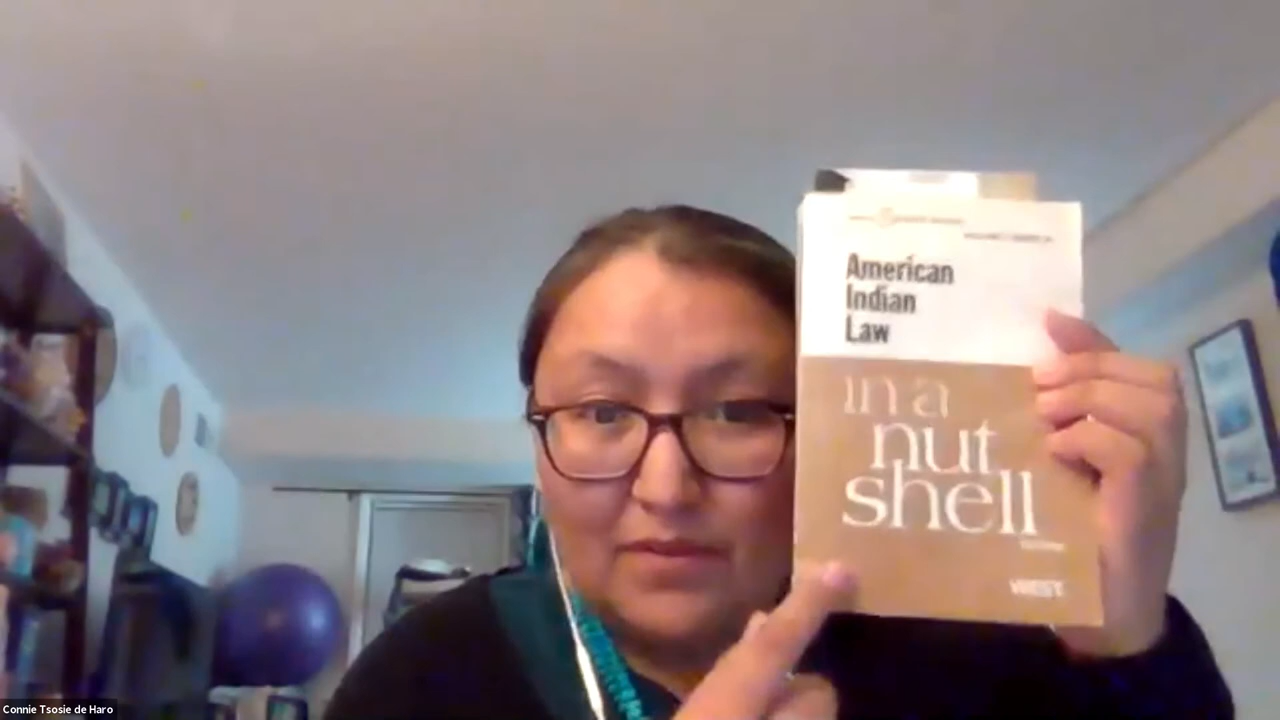 American
Indian
Law
in a
nut
shell
WEST
Connie Tsosie de Haro